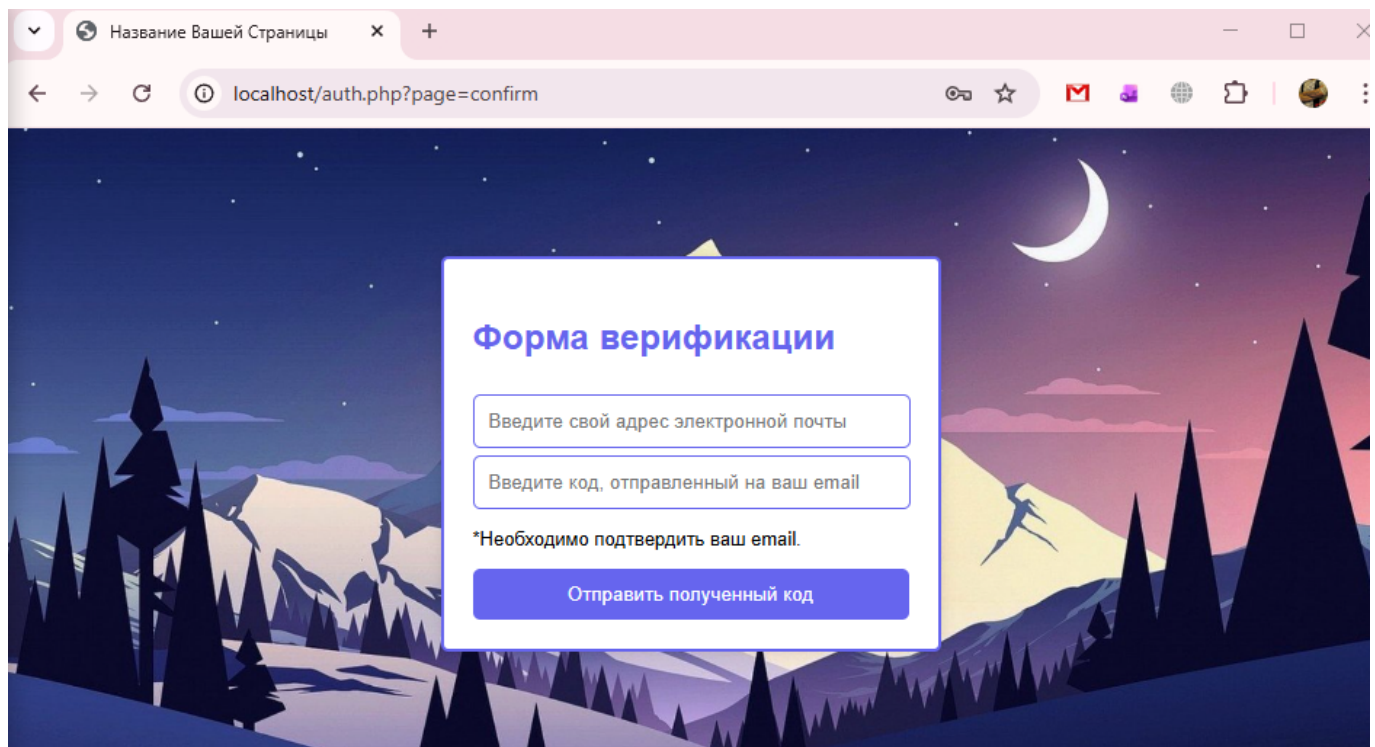 Название Вашей Страницы
localhost/auth.php?page=confirm
Форма верификации
Введите свой адрес электронной почты
Введите код, отправленный на ваш email
*Необходимо подтвердить ваш email.
Отправить полученный код